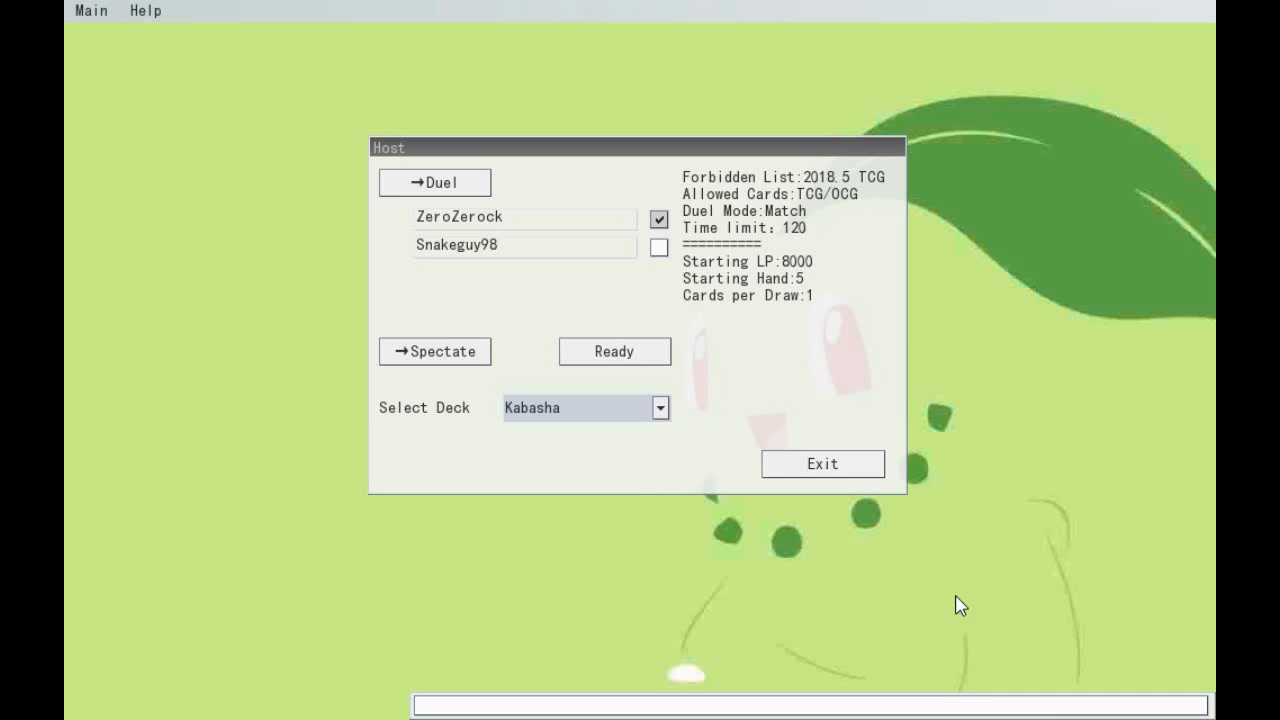 Main Help
Host
→Duel
ZeroZerock
Snakeguy98
Forbidden List:2018.5 TCG
Allowed Cards:TCG/OCG
Duel Mode:Match
Time limit: 120
==========
Starting LP:8000
Starting Hand:5
Cards per Draw:1
→Spectate
Ready
Select Deck
Kabasha
Exit